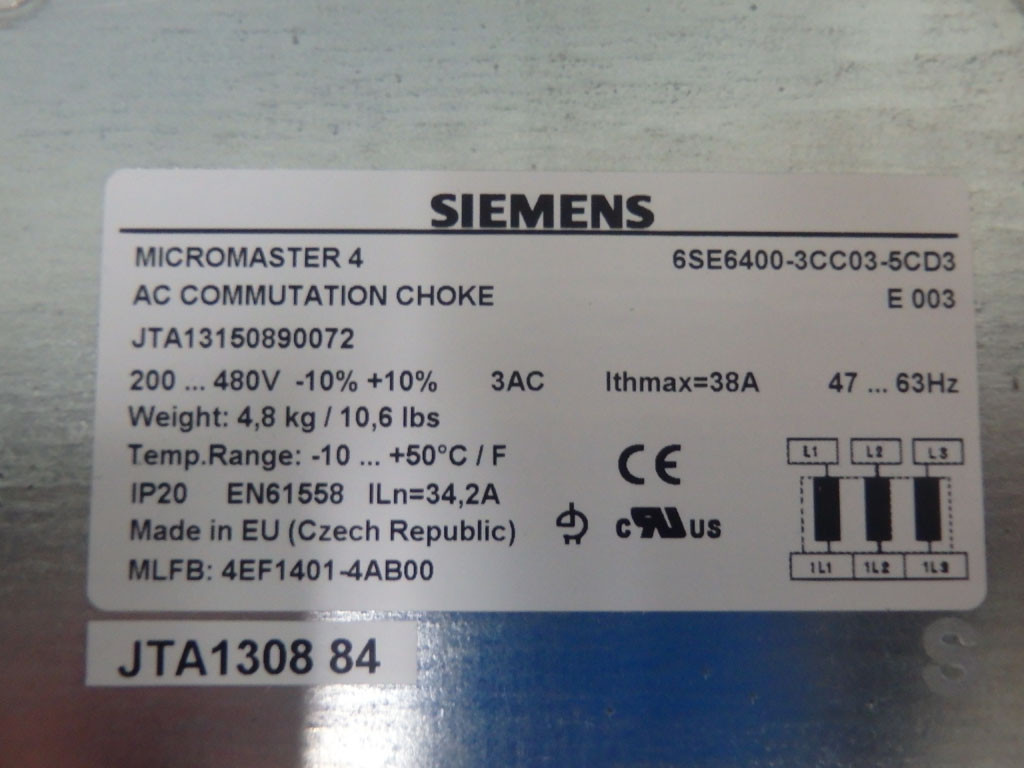 SIEMENS
MICROMASTER 4 6SE6400-3CC03-5CD3
AC COMMUTATION CHOKE E 003
JTA13150890072
200 ... 480V -10% +10% 3AC Ithmax=38A 47 ... 63Hz
Weight: 4,8 kg / 10,6 lbs
Temp.Range: -10 ... +50°C / F
IP20 EN61558 ILn=34,2A
Made in EU (Czech Republic)
MLFB: 4EF1401-4AB00
CE
c RU US
L1 L2 L3
1L1 1L2 1L3
JTA1308 84
S